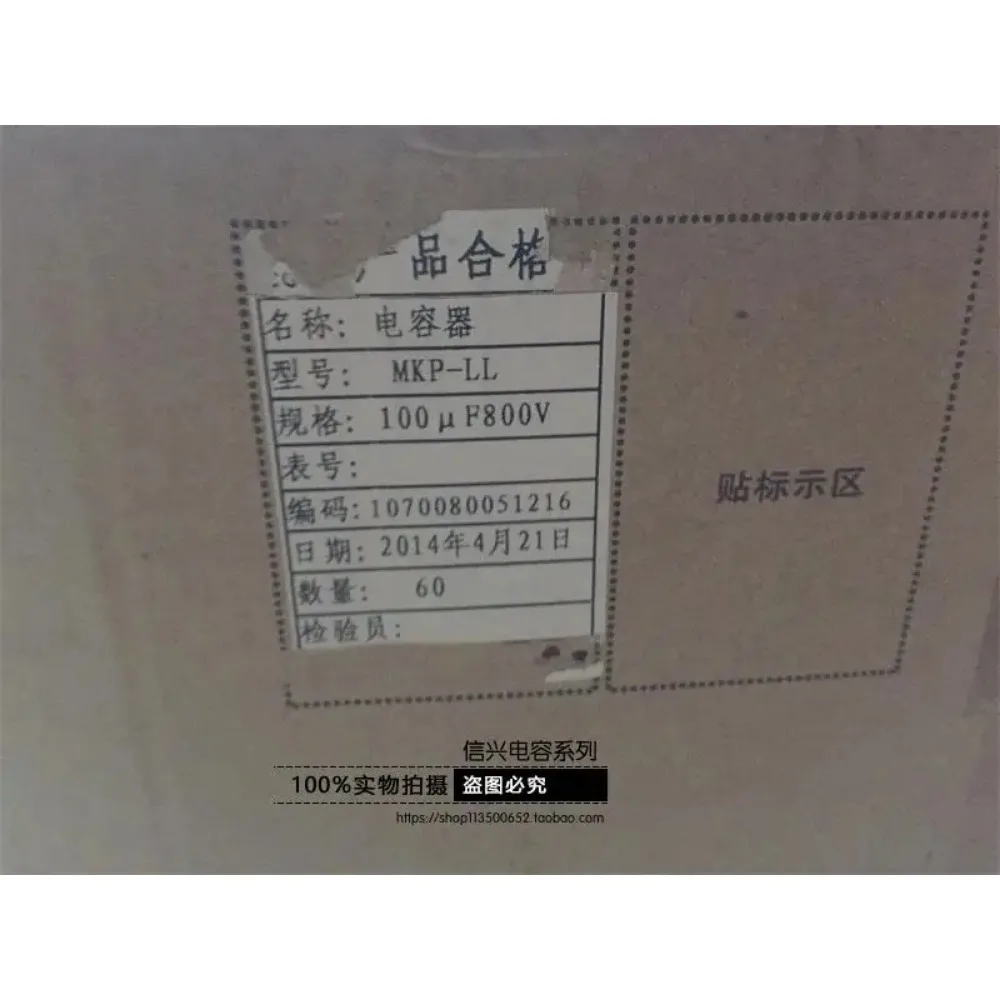 品合格
名称: 电容器
型号: MKP-LL
规格: 100μF800V
表号:
编码: 1070080051216
日期: 2014年4月21日
数量: 60
检验员:
贴标示区
信兴电容系列
100%实物拍摄 盗图必究
https://shop113500652.taobao.com